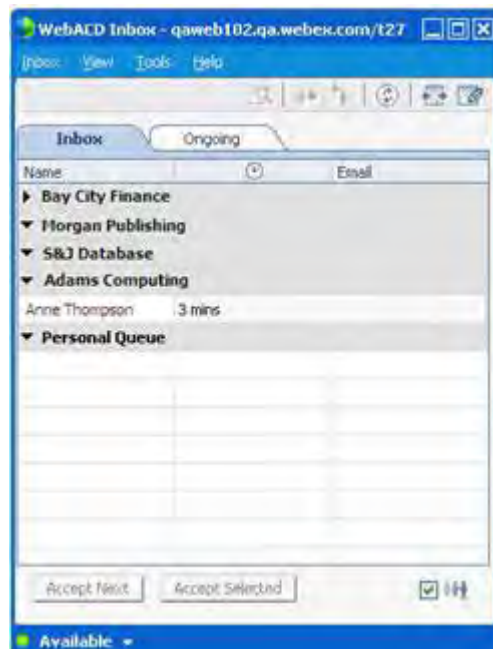 WebACD Inbox - qaweb102.qa.webex.com/t27
Inbox View Tools Help
Inbox Ongoing
Name Email
Bay City Finance
Morgan Publishing
S&J Database
Adams Computing
Anne Thompson 3 mins
Personal Queue
Accept Next Accept Selected
Available